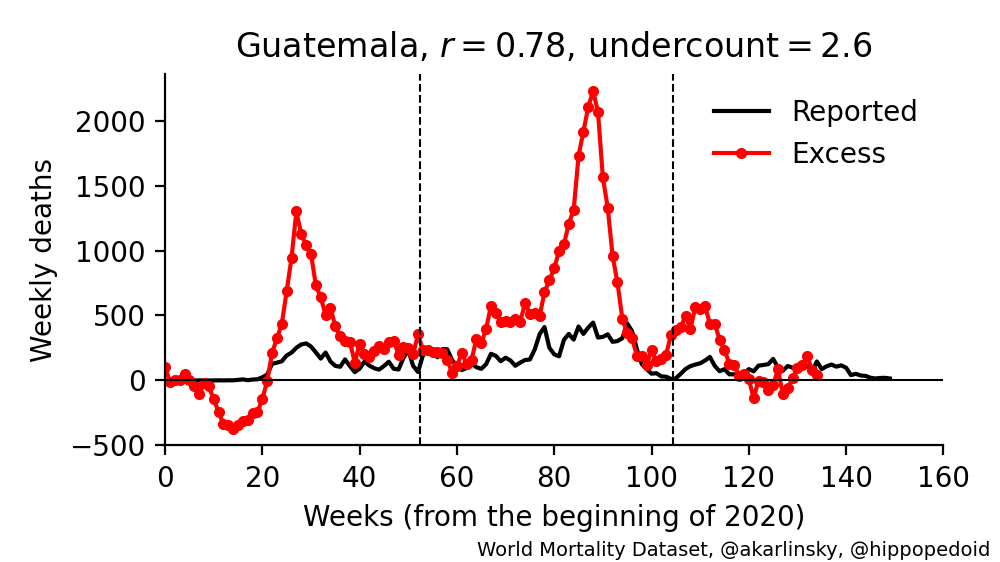 Guatemala, r = 0.78, undercount = 2.6
Reported
Excess
2000
1500
1000
500
0
−500
Weekly deaths
0 20 40 60 80 100 120 140 160
Weeks (from the beginning of 2020)
World Mortality Dataset, @akarlinsky, @hippopedoid